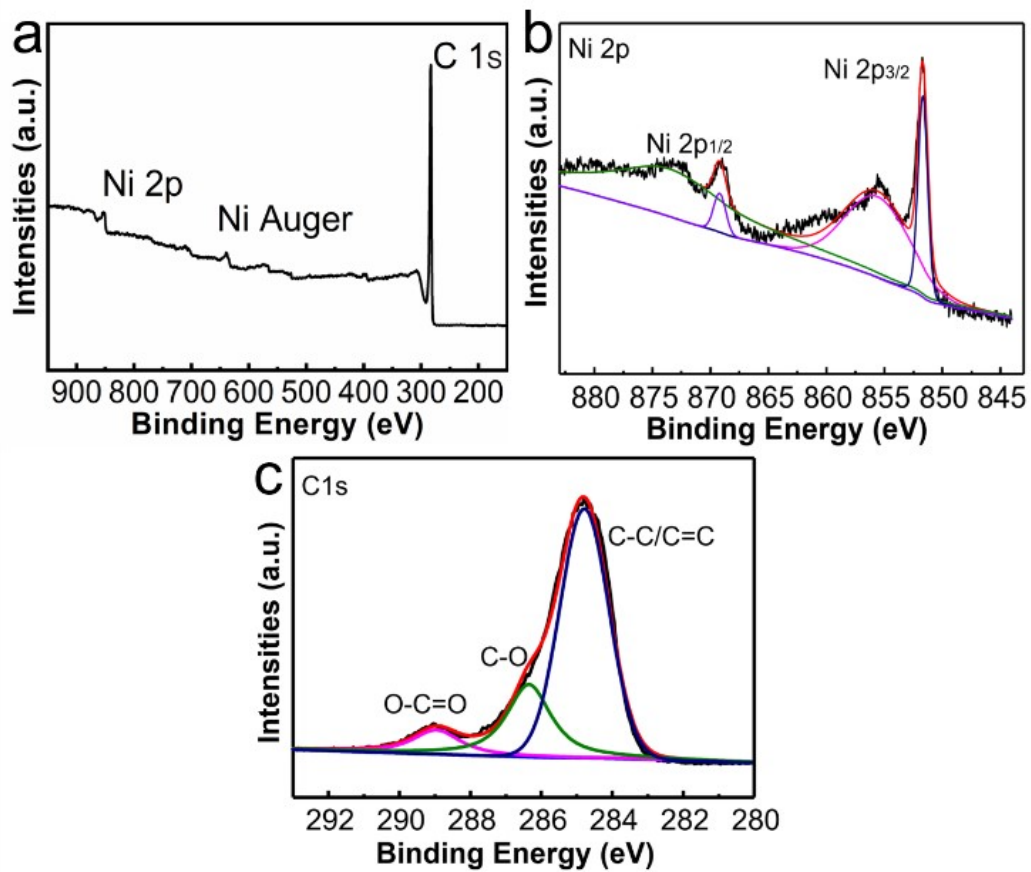 a
C 1s
Ni 2p
Ni Auger
Intensities (a.u.)
900 800 700 600 500 400 300 200
Binding Energy (eV)
b
Ni 2p
Ni 2p3/2
Ni 2p1/2
Intensities (a.u.)
880 875 870 865 860 855 850 845
Binding Energy (eV)
c
C1s
C-C/C=C
C-O
O-C=O
Intensities (a.u.)
292 290 288 286 284 282 280
Binding Energy (eV)